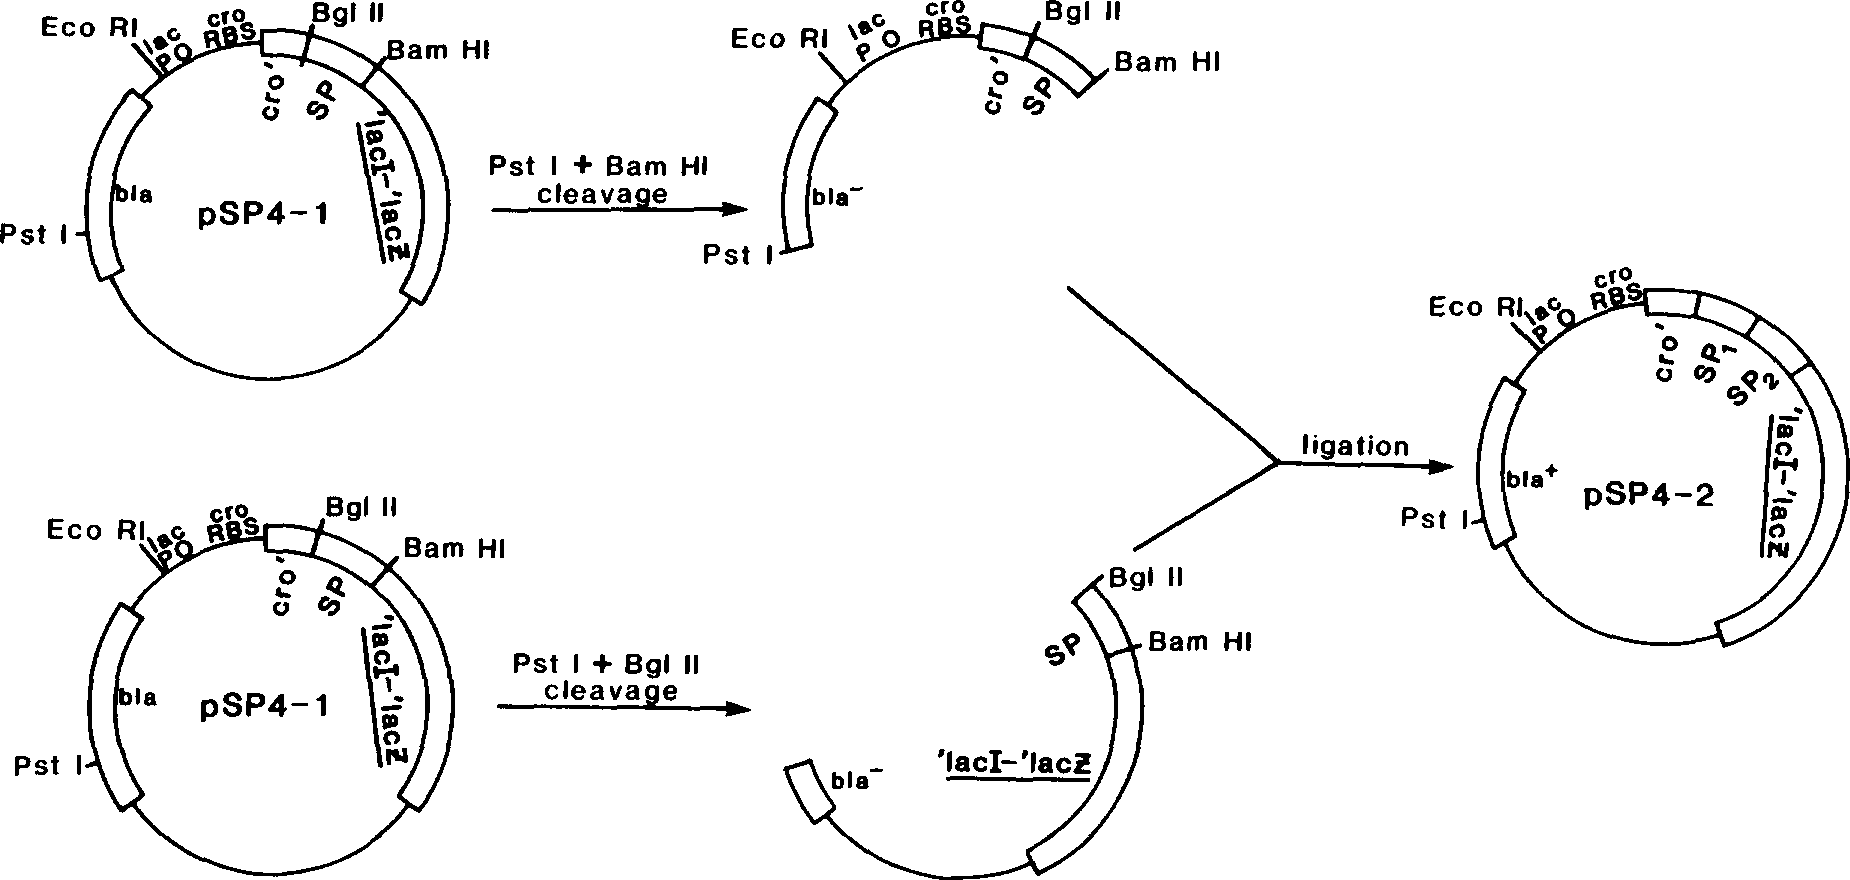 Eco RI
lac
P O
cro
RBS
Bgl II
Bam HI
cro'
SP
'lacI-'lacZ
bla
pSP4-1
Pst I
Pst I + Bam HI
cleavage
Eco RI
lac
P O
cro
RBS
Bgl II
Bam HI
cro'
SP
bla-
Pst I
Eco RI
lac
PO
cro
RBS
Bgl II
Bam HI
cro'
SP
'lacI-'lacZ
bla
pSP4-1
Pst I
Pst I + Bgl II
cleavage
Bgl II
SP
Bam HI
'lacI-'lacZ
bla-
ligation
Eco RI
lac
P O
cro
RBS
cro'
SP1
SP2
'lacI-'lacZ
bla+
pSP4-2
Pst I